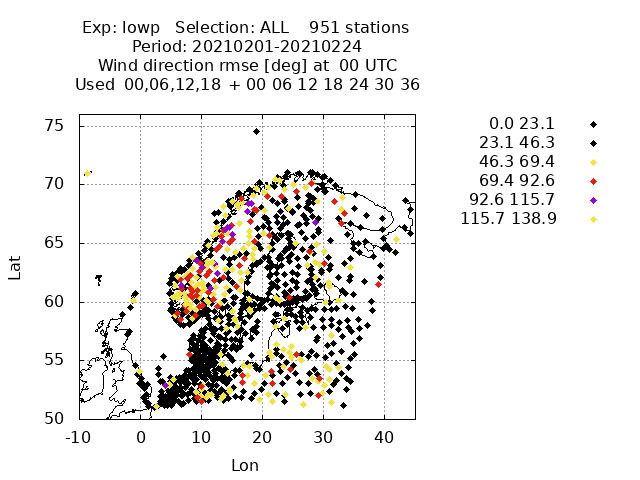 Exp: lowp   Selection: ALL    951 stations
Period: 20210201-20210224
Wind direction rmse [deg] at  00 UTC
Used  00,06,12,18  + 00 06 12 18 24 30 36
0.0 23.1
23.1 46.3
46.3 69.4
69.4 92.6
92.6 115.7
115.7 138.9
75
70
65
60
55
50
Lat
-10 0 10 20 30 40
Lon